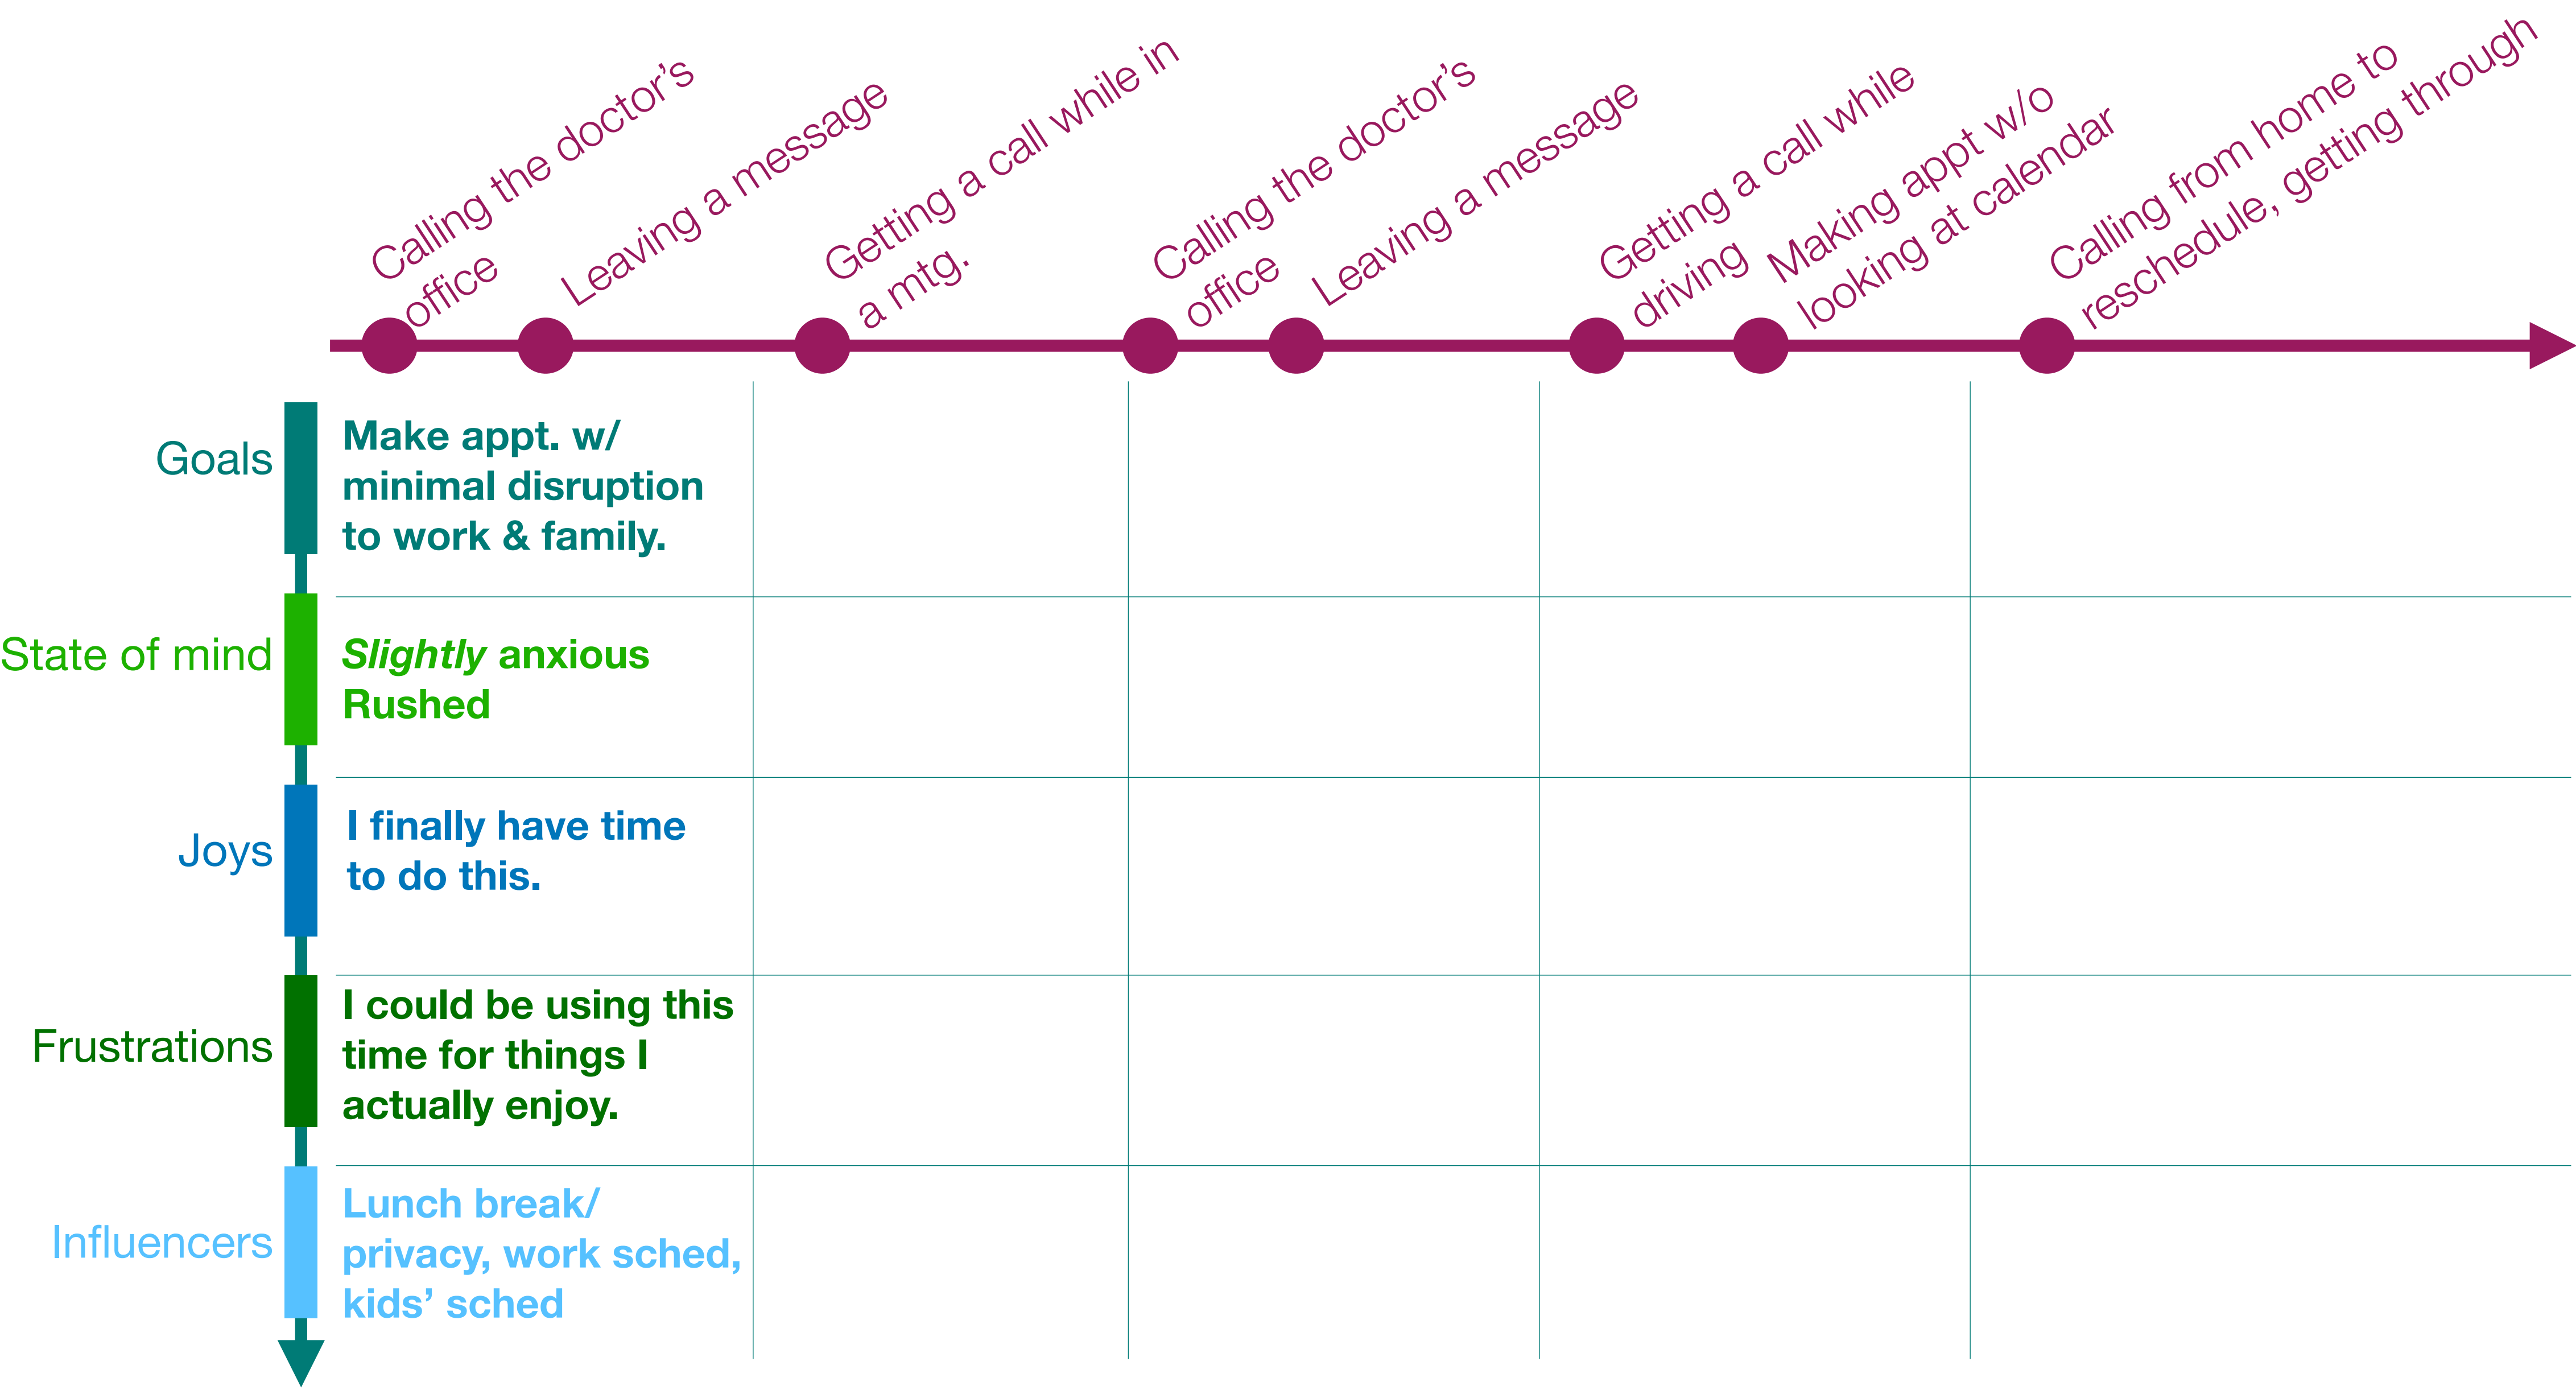 Calling the doctor’s
office
Leaving a message
Getting a call while in
a mtg.
Calling the doctor’s
office
Leaving a message
Getting a call while
driving
Making appt w/o
looking at calendar
Calling from home to
reschedule, getting through
Goals
Make appt. w/
minimal disruption
to work & family.
State of mind
Slightly anxious
Rushed
Joys
I finally have time
to do this.
Frustrations
I could be using this
time for things I
actually enjoy.
Influencers
Lunch break/
privacy, work sched,
kids’ sched